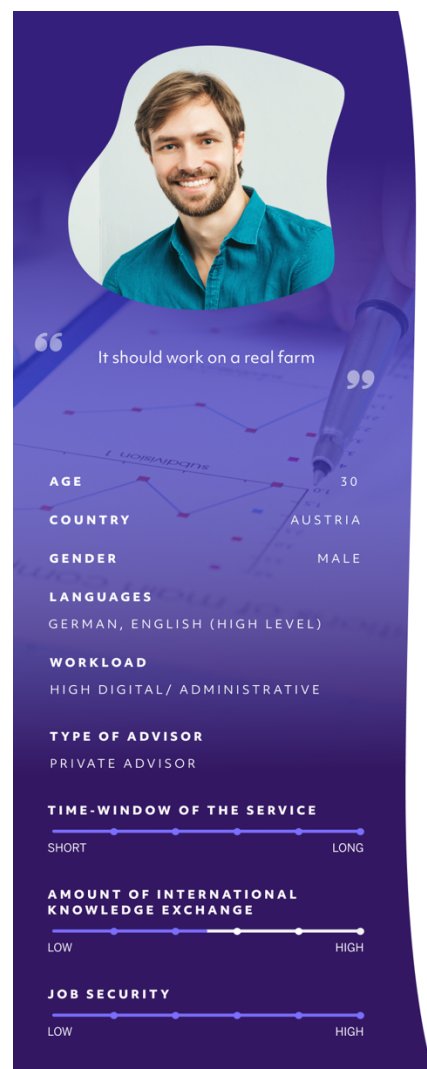 “
It should work on a real farm
”
subdivision 1
AGE 30
COUNTRY AUSTRIA
GENDER MALE
LANGUAGES
GERMAN, ENGLISH (HIGH LEVEL)
WORKLOAD
HIGH DIGITAL/ ADMINISTRATIVE
TYPE OF ADVISOR
PRIVATE ADVISOR
TIME-WINDOW OF THE SERVICE
SHORT LONG
AMOUNT OF INTERNATIONAL
KNOWLEDGE EXCHANGE
LOW HIGH
JOB SECURITY
LOW HIGH